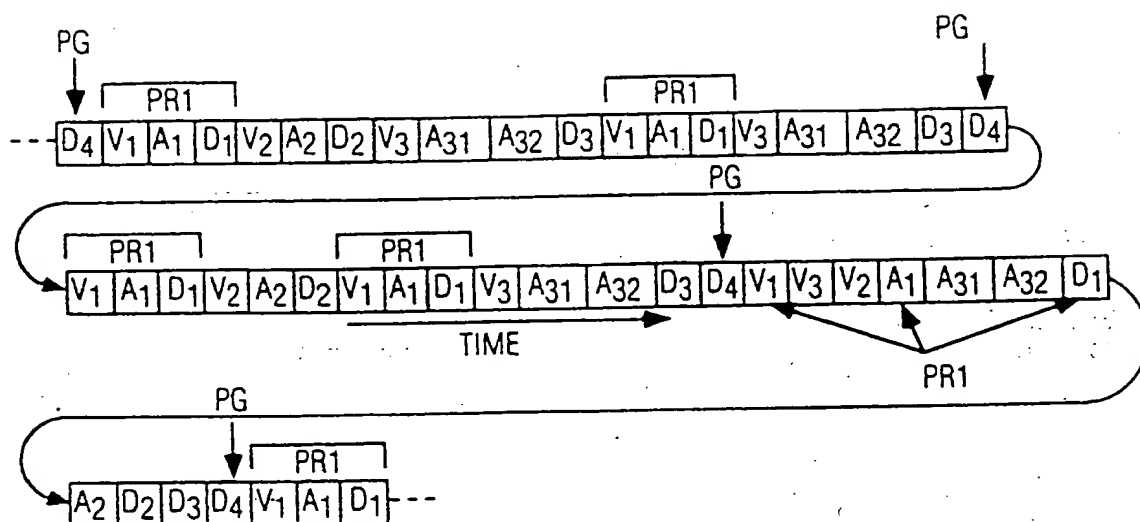 PG PG
PR1 PR1
D4 V1 A1 D1 V2 A2 D2 V3 A31 A32 D3 V1 A1 D1 V3 A31 A32 D3 D4
PG
PR1 PR1
V1 A1 D1 V2 A2 D2 V1 A1 D1 V3 A31 A32 D3 D4 V1 V3 V2 A1 A31 A32 D1
TIME
PR1
PG
PR1
A2 D2 D3 D4 V1 A1 D1